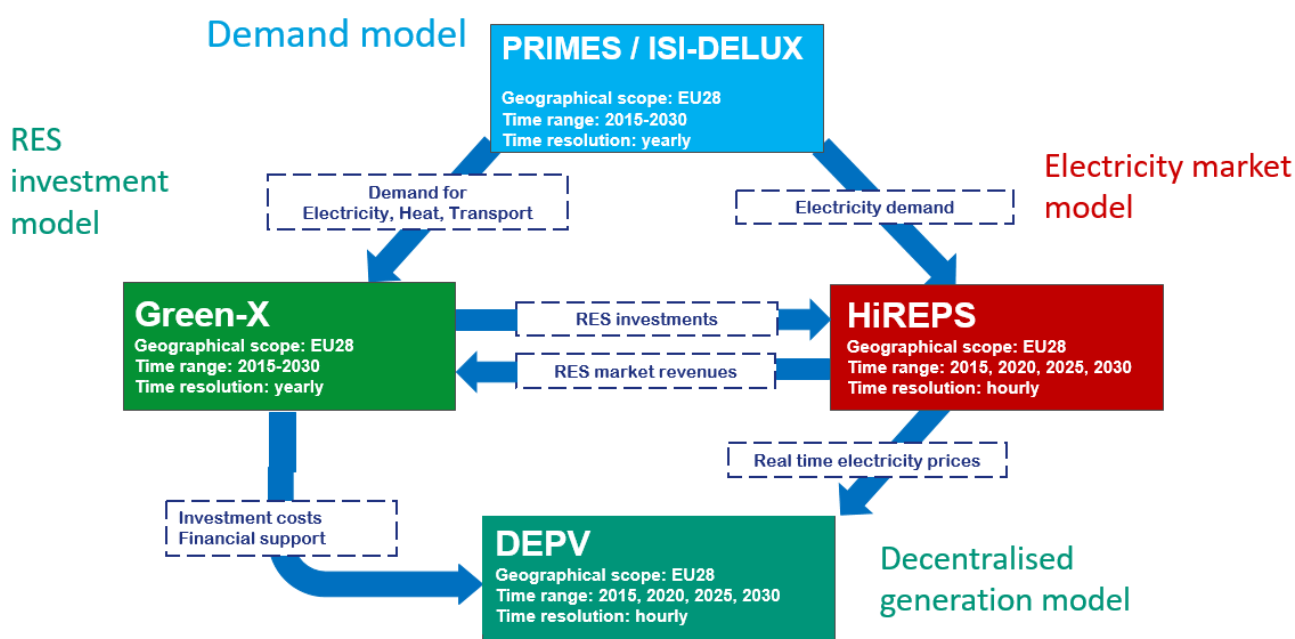 Demand model
PRIMES / ISI-DELUX
Geographical scope: EU28
Time range: 2015-2030
Time resolution: yearly
RES
investment
model
Demand for
Electricity, Heat, Transport
Electricity demand
Electricity market
model
Green-X
Geographical scope: EU28
Time range: 2015-2030
Time resolution: yearly
RES investments
RES market revenues
HiREPS
Geographical scope: EU28
Time range: 2015, 2020, 2025, 2030
Time resolution: hourly
Real time electricity prices
Investment costs
Financial support
DEPV
Geographical scope: EU28
Time range: 2015, 2020, 2025, 2030
Time resolution: hourly
Decentralised
generation model